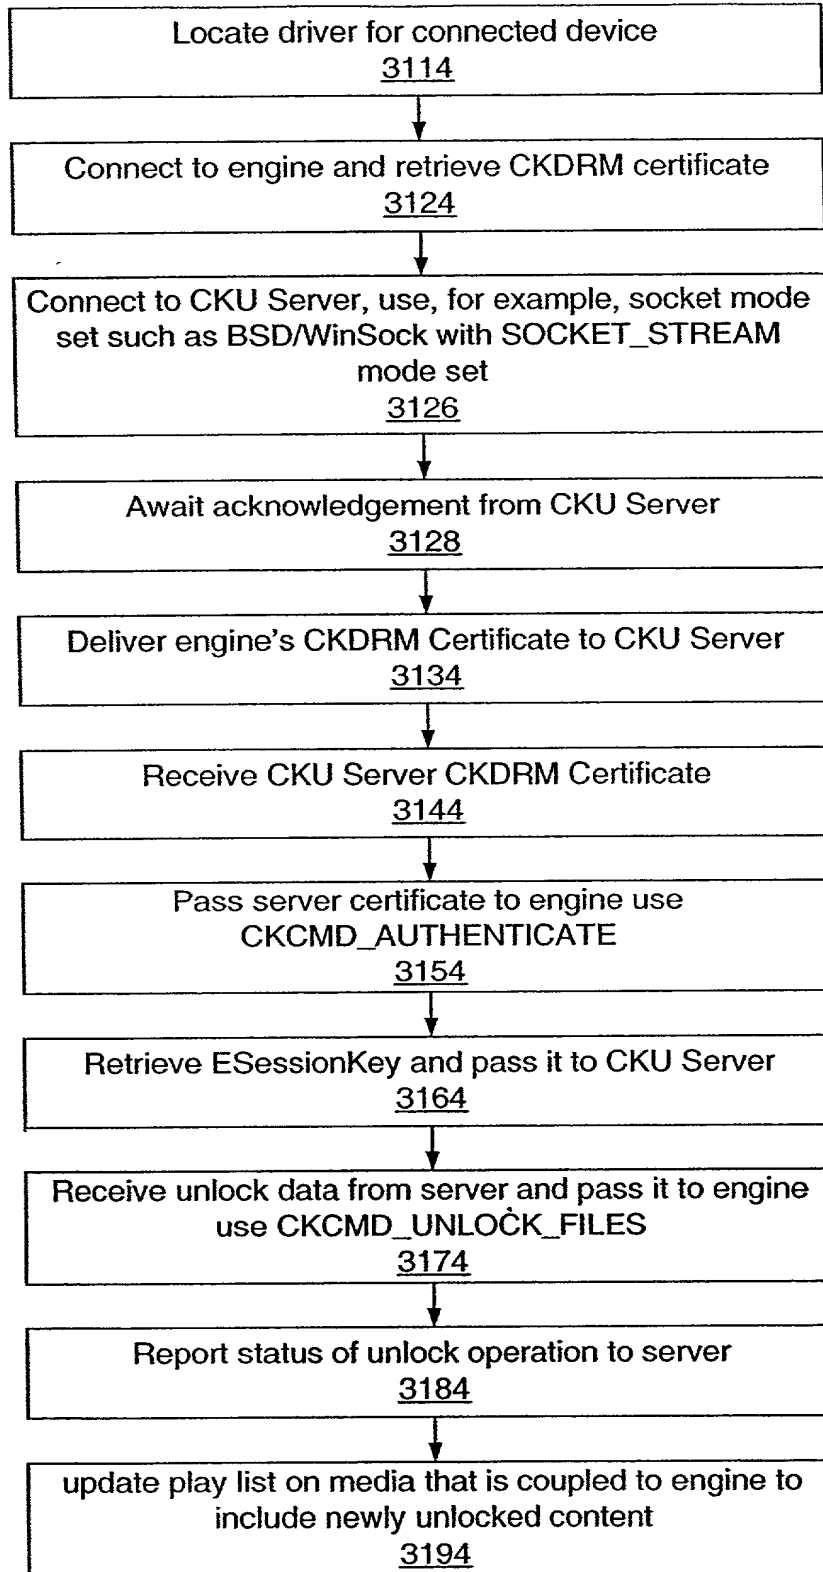 Locate driver for connected device
3114
Connect to engine and retrieve CKDRM certificate
3124
Connect to CKU Server, use, for example, socket mode
set such as BSD/WinSock with SOCKET_STREAM
mode set
3126
Await acknowledgement from CKU Server
3128
Deliver engine's CKDRM Certificate to CKU Server
3134
Receive CKU Server CKDRM Certificate
3144
Pass server certificate to engine use
CKCMD_AUTHENTICATE
3154
Retrieve ESessionKey and pass it to CKU Server
3164
Receive unlock data from server and pass it to engine
use CKCMD_UNLOCK_FILES
3174
Report status of unlock operation to server
3184
update play list on media that is coupled to engine to
include newly unlocked content
3194